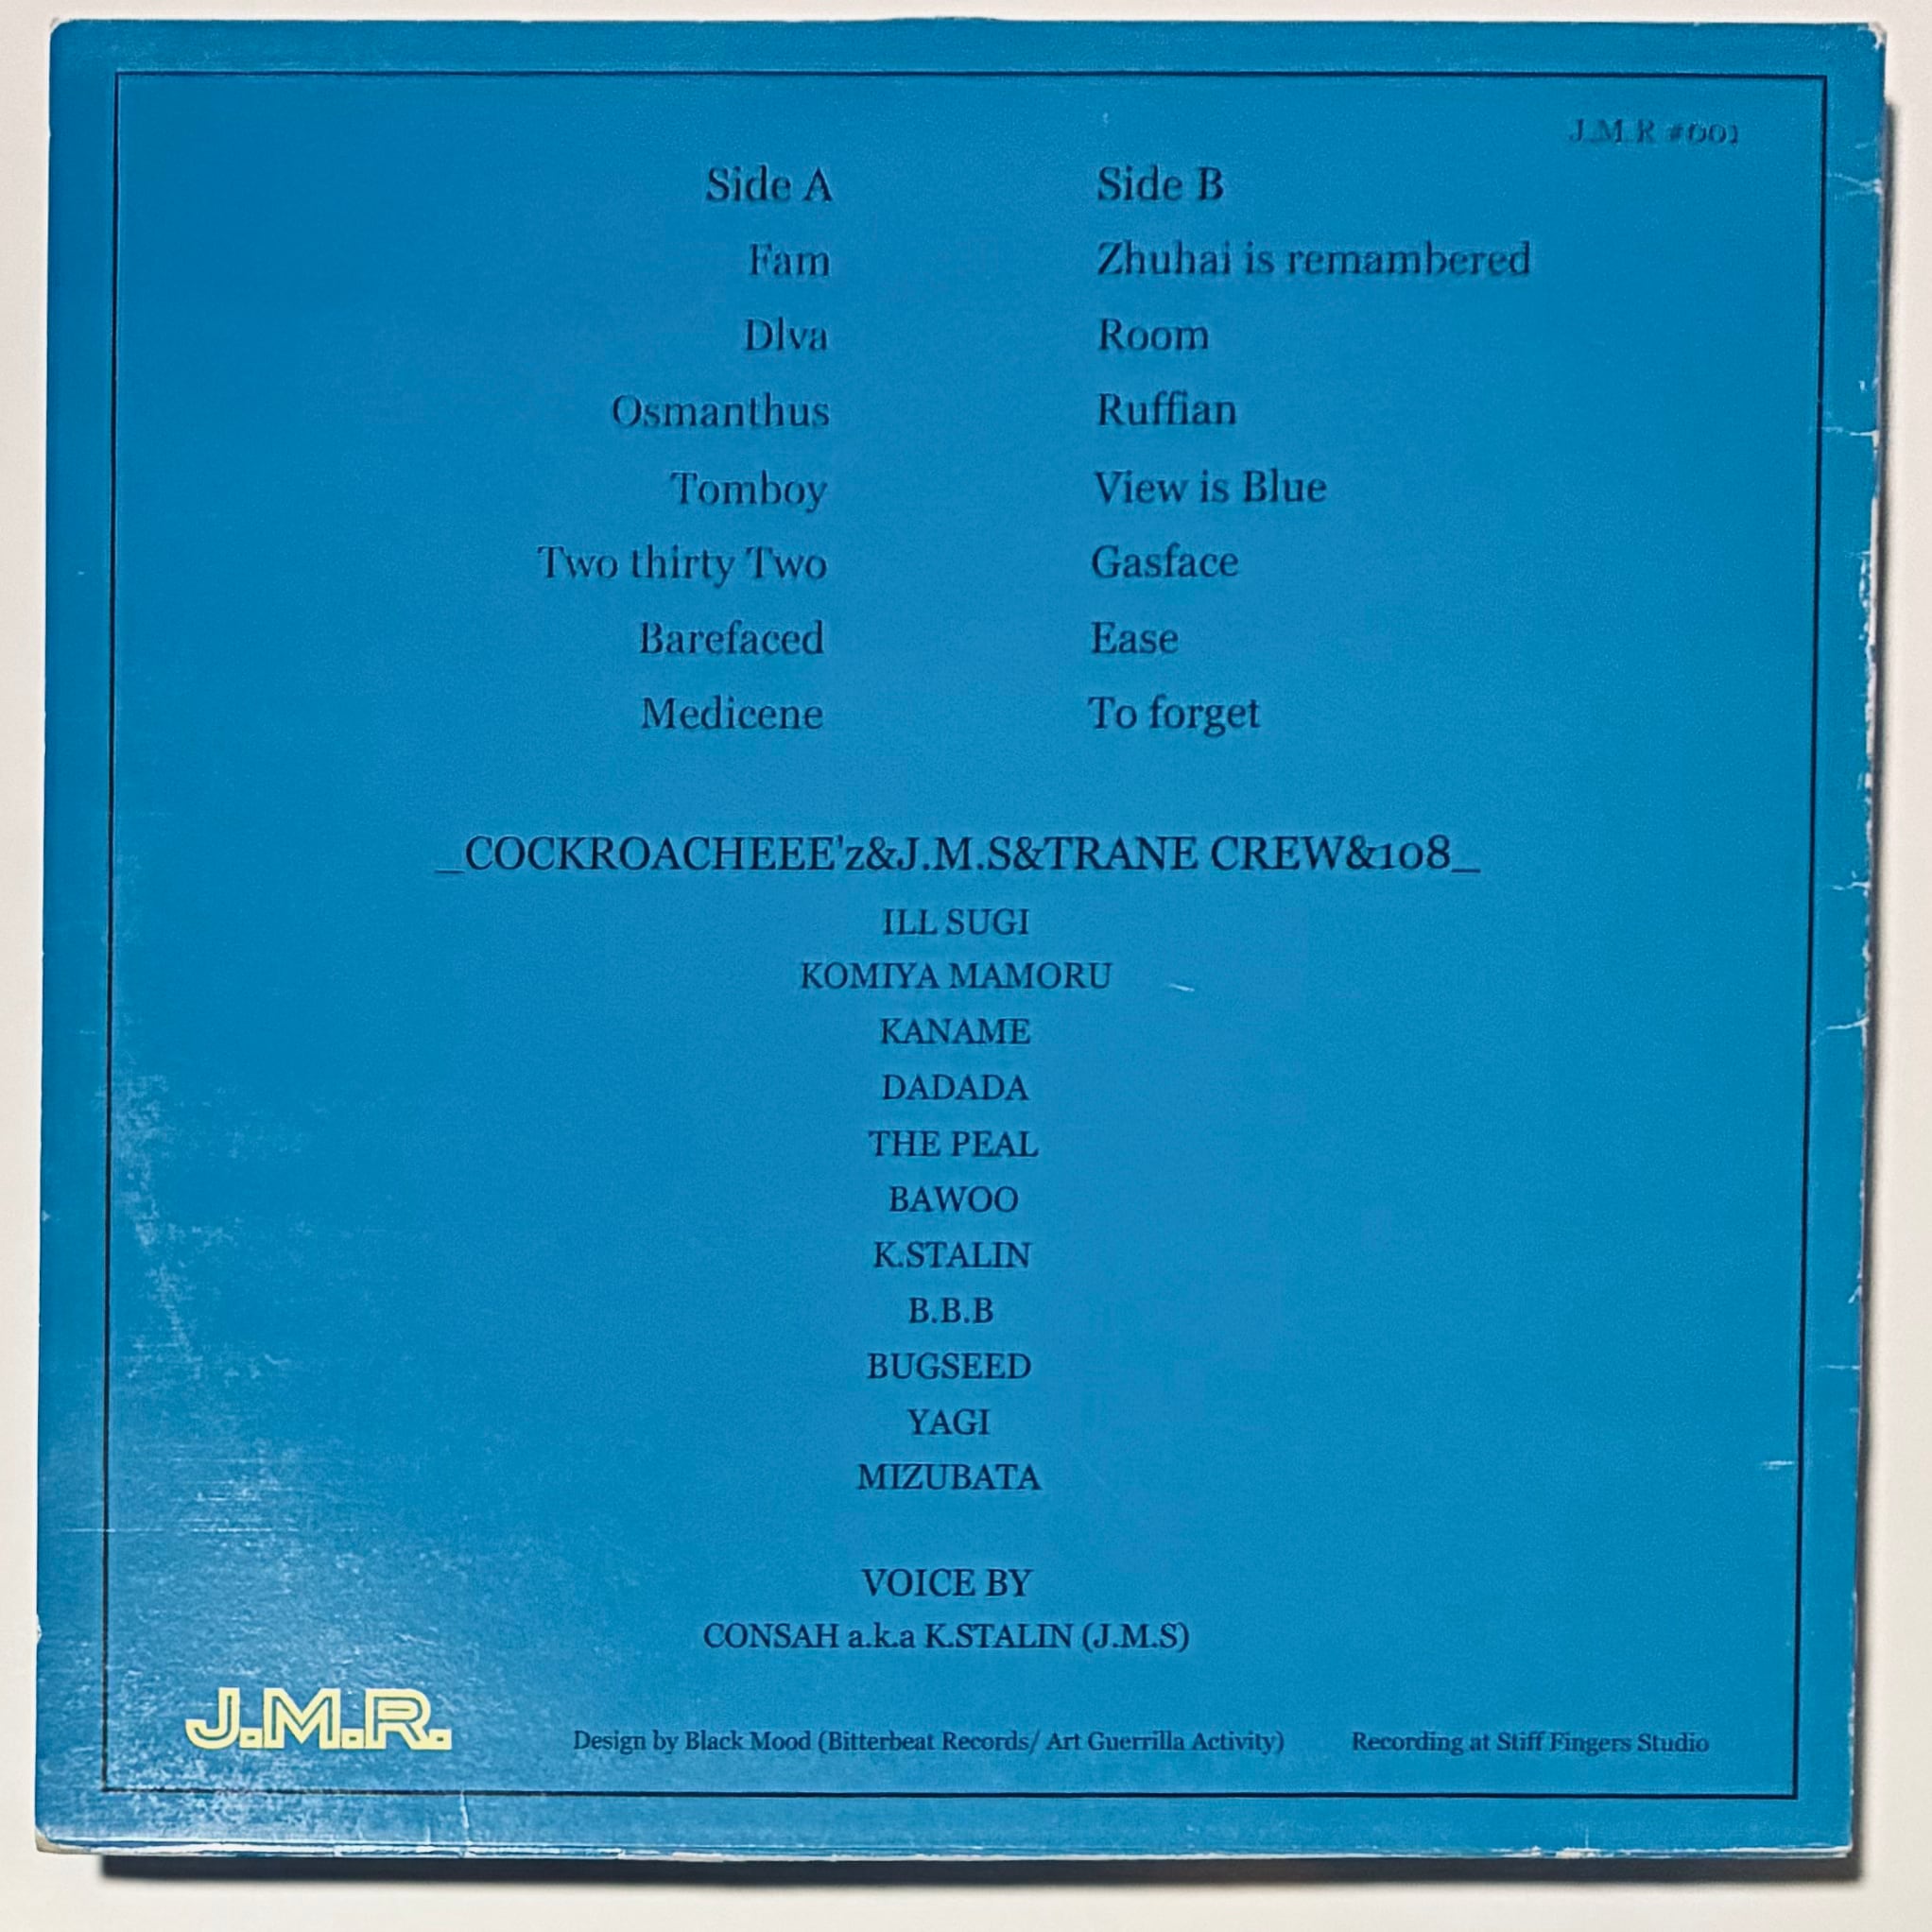 J.M.R #001
Side A
Fam
Dlva
Osmanthus
Tomboy
Two thirty Two
Barefaced
Medicene
Side B
Zhuhai is remambered
Room
Ruffian
View is Blue
Gasface
Ease
To forget
_COCKROACHEEE'z&J.M.S&TRANE CREW&108_
ILL SUGI
KOMIYA MAMORU
KANAME
DADADA
THE PEAL
BAWOO
K.STALIN
B.B.B
BUGSEED
YAGI
MIZUBATA
VOICE BY
CONSAH a.k.a K.STALIN (J.M.S)
J.M.R.
Design by Black Mood (Bitterbeat Records/ Art Guerrilla Activity)
Recording at Stiff Fingers Studio